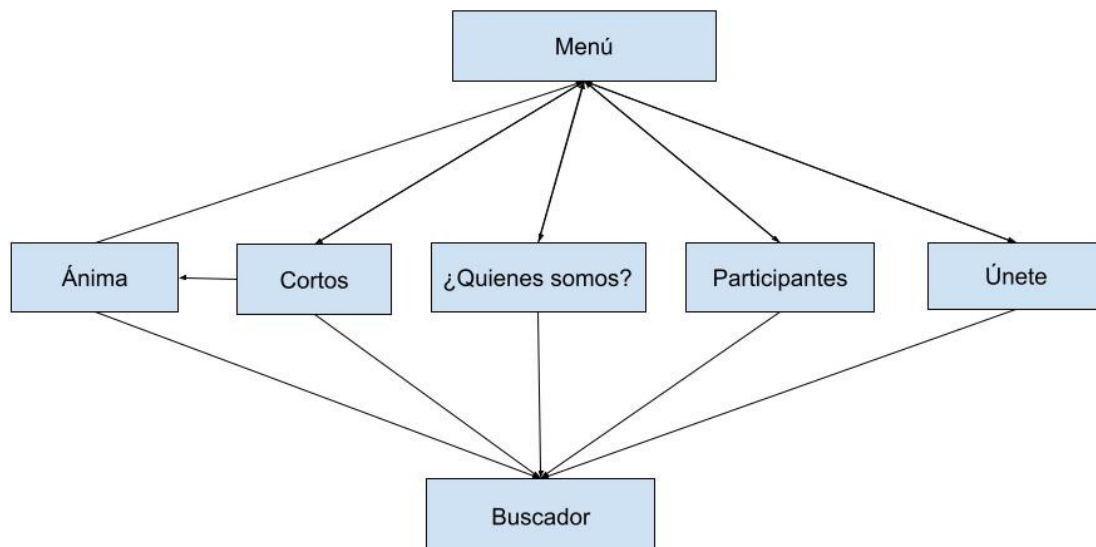 Menú
Ánima
Cortos
¿Quienes somos?
Participantes
Únete
Buscador